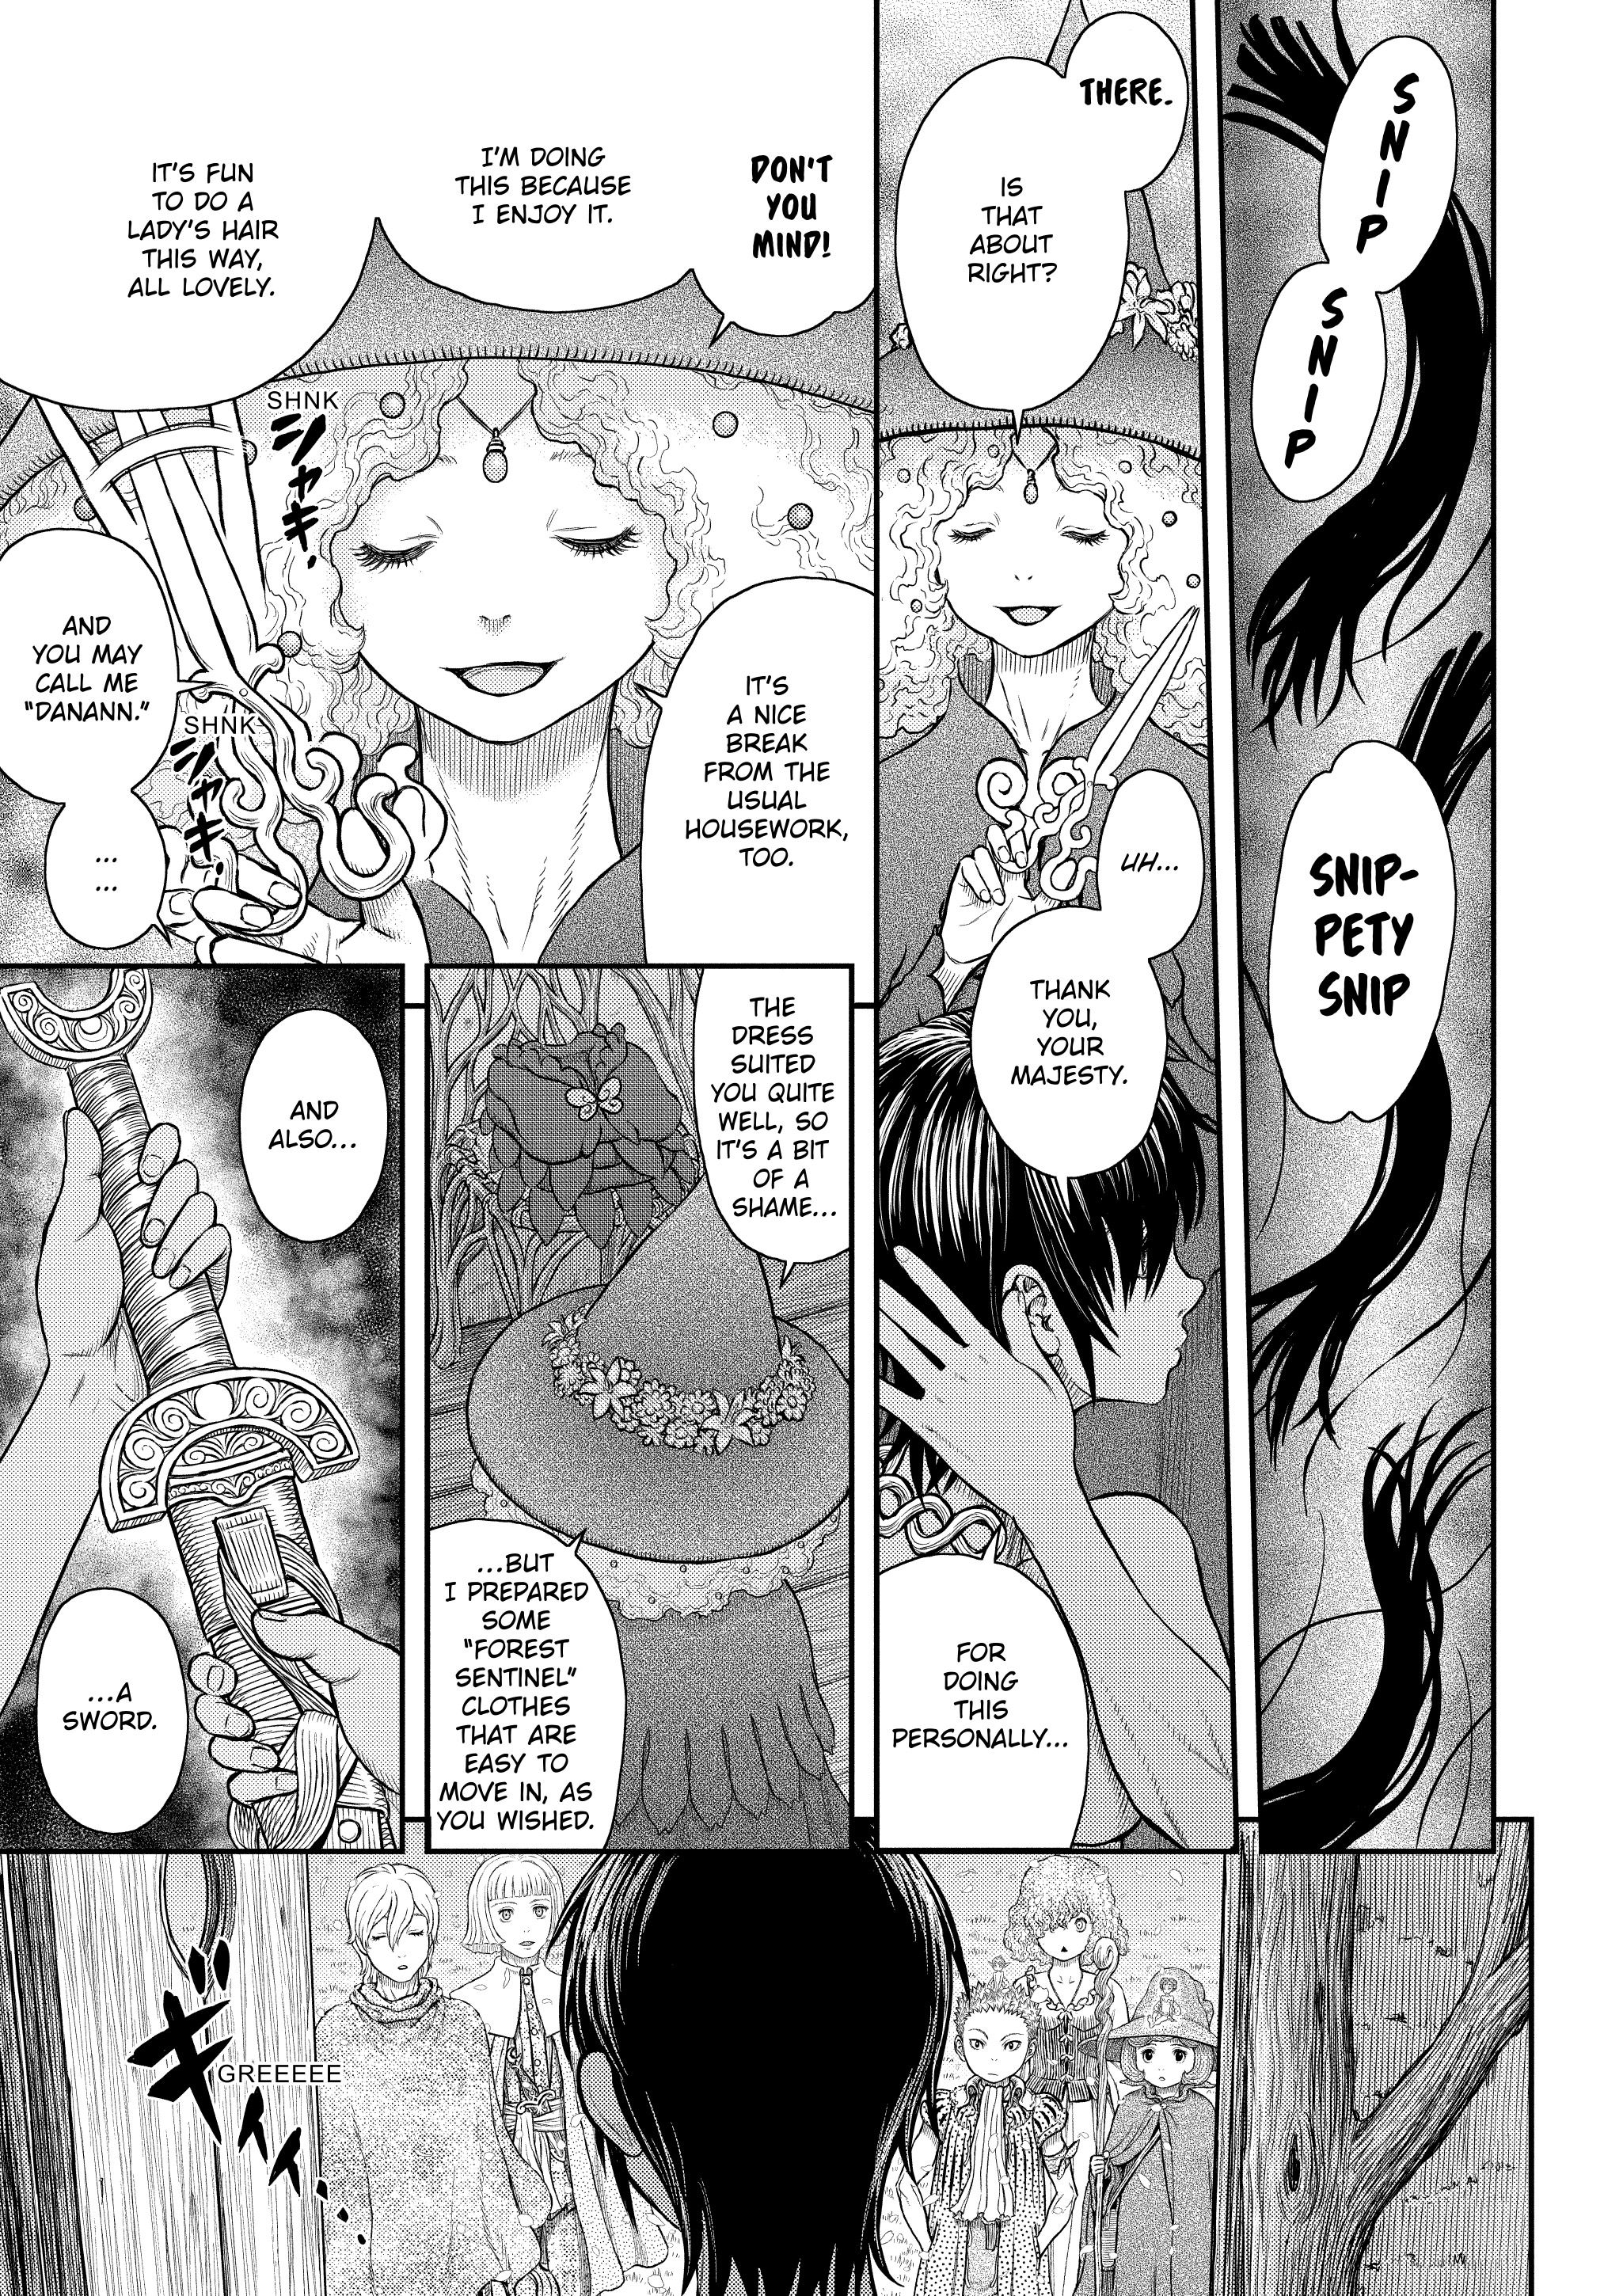 SNIP
SNIP
SNIP-
PETY
SNIP
THERE.
IS
THAT
ABOUT
RIGHT?
UH...
THANK
YOU,
YOUR
MAJESTY.
FOR
DOING
THIS
PERSONALLY...
DON'T
YOU
MIND!
I'M DOING
THIS BECAUSE
I ENJOY IT.
IT'S FUN
TO DO A
LADY'S HAIR
THIS WAY,
ALL LOVELY.
SHNK
シャキ
IT'S
A NICE
BREAK
FROM THE
USUAL
HOUSEWORK,
TOO.
AND
YOU MAY
CALL ME
"DANANN."
SHNK
ジャキ
...
...
THE
DRESS
SUITED
YOU QUITE
WELL, SO
IT'S A BIT
OF A
SHAME...
...BUT
I PREPARED
SOME
"FOREST
SENTINEL"
CLOTHES
THAT ARE
EASY TO
MOVE IN, AS
YOU WISHED.
AND
ALSO...
...A
SWORD.
ギイイ...
GREEEEE